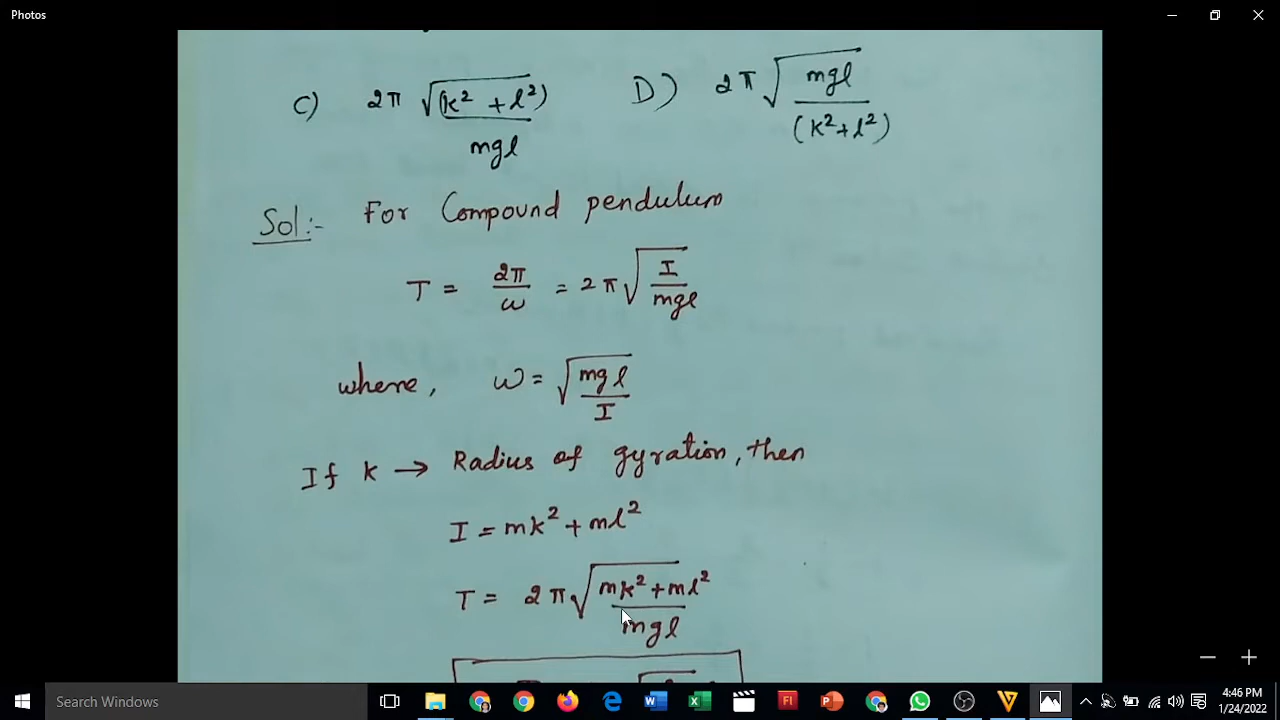 Photos
C) 2π √(k² + l²) / mgl D) 2π √(mgl / (k²+l²))
Sol:- For Compound pendulum
T = 2π/ω = 2π √(I/mgl)
where, ω = √(mgl/I)
If k → Radius of gyration, then
I = mk² + ml²
T = 2π √(mk² + ml² / mgl)
Search Windows
4:46 PM
1/24/2022